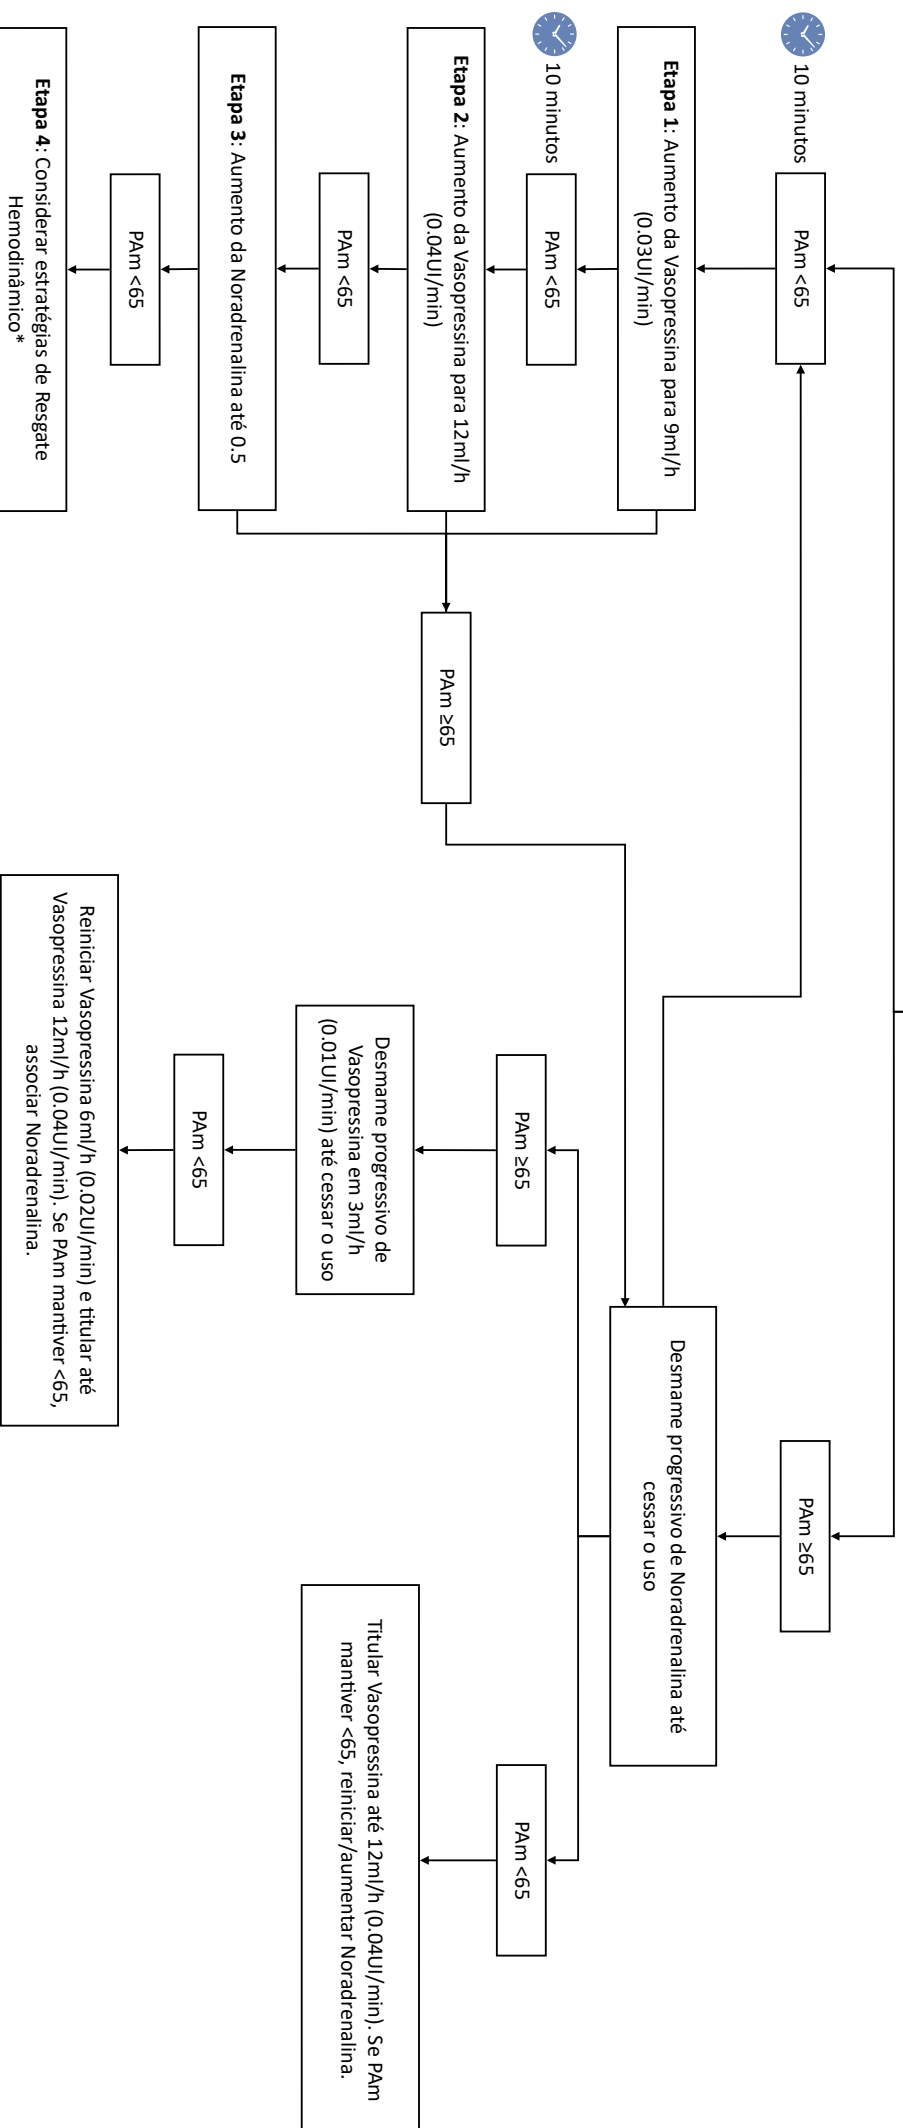 10 minutos
PAm <65
PAm ≥65
Etapa 1: Aumento da Vasopressina para 9ml/h
(0.03UI/min)
Desmame progressivo de Noradrenalina até
cessar o uso
10 minutos
PAm <65
PAm ≥65
PAm <65
Etapa 2: Aumento da Vasopressina para 12ml/h
(0.04UI/min)
PAm ≥65
Desmame progressivo de
Vasopressina em 3ml/h
(0.01UI/min) até cessar o uso
Titular Vasopressina até 12ml/h (0.04UI/min). Se PAm
mantiver <65, reiniciar/aumentar Noradrenalina.
PAm <65
Etapa 3: Aumento da Noradrenalina até 0.5
PAm <65
PAm <65
Reiniciar Vasopressina 6ml/h (0.02UI/min) e titular até
Vasopressina 12ml/h (0.04UI/min). Se PAm mantiver <65,
associar Noradrenalina.
Etapa 4: Considerar estratégias de Resgate
Hemodinâmico*